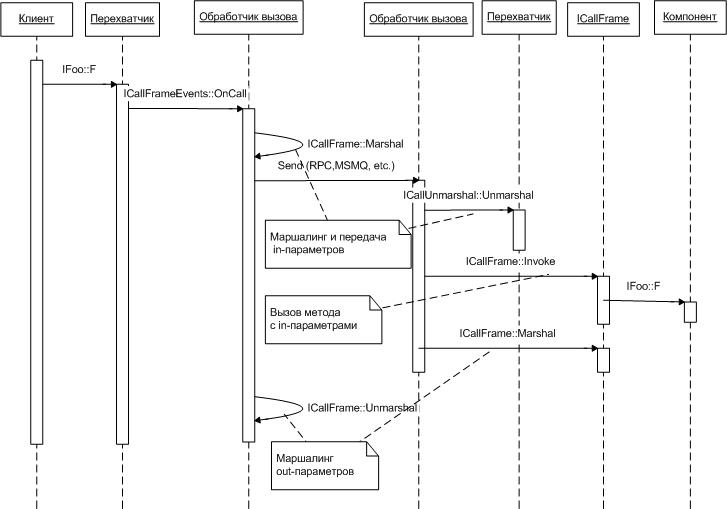 Клиент
Перехватчик
Обработчик вызова
Обработчик вызова
Перехватчик
ICallFrame
Компонент
IFoo::F
ICallFrameEvents::OnCall
ICallFrame::Marshal
Send (RPC,MSMQ, etc.)
ICallUnmarshal::Unmarshal
Маршалинг и передача
in-параметров
ICallFrame::Invoke
IFoo::F
Вызов метода
с in-параметрами
ICallFrame::Marshal
ICallFrame::Unmarshal
Маршалинг
out-параметров